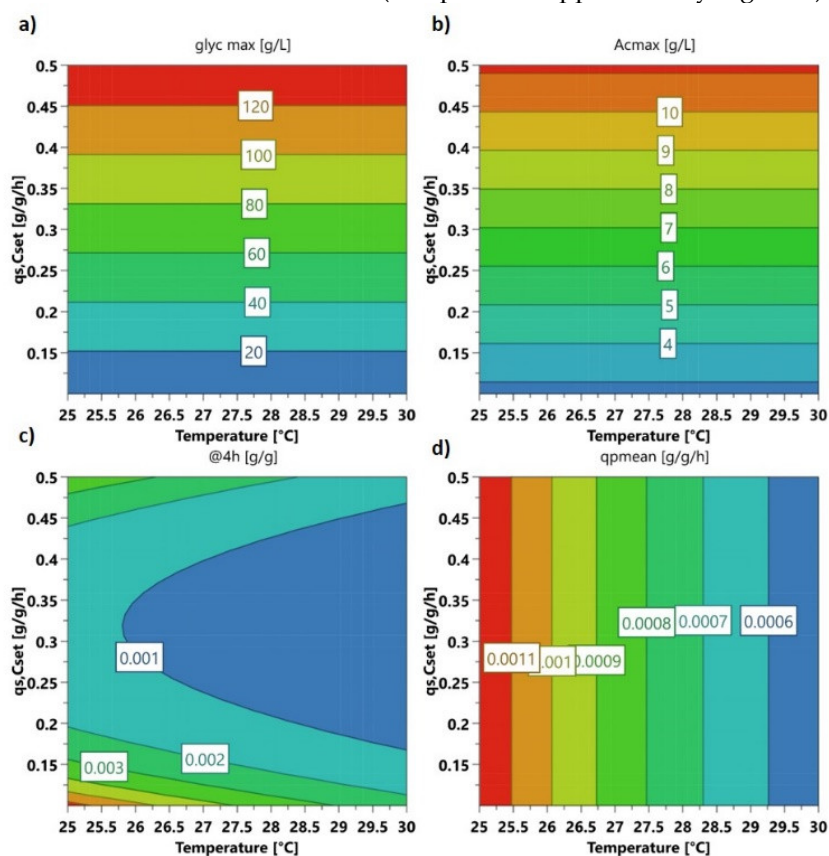 a)
glyc max [g/L]
0.5
0.45
0.4
0.35
0.3
0.25
0.2
0.15
qs,Cset [g/g/h]
120
100
80
60
40
20
25 25.5 26 26.5 27 27.5 28 28.5 29 29.5 30
Temperature [°C]
b)
Acmax [g/L]
0.5
0.45
0.4
0.35
0.3
0.25
0.2
0.15
qs,Cset [g/g/h]
10
9
8
7
6
5
4
25 25.5 26 26.5 27 27.5 28 28.5 29 29.5 30
Temperature [°C]
c)
@4h [g/g]
0.5
0.45
0.4
0.35
0.3
0.25
0.2
0.15
qs,Cset [g/g/h]
0.001
0.002
0.003
25 25.5 26 26.5 27 27.5 28 28.5 29 29.5 30
Temperature [°C]
d)
qpmean [g/g/h]
0.5
0.45
0.4
0.35
0.3
0.25
0.2
0.15
qs,Cset [g/g/h]
0.0011 .001 0.0009 0.0008 0.0007 0.0006
25 25.5 26 26.5 27 27.5 28 28.5 29 29.5 30
Temperature [°C]